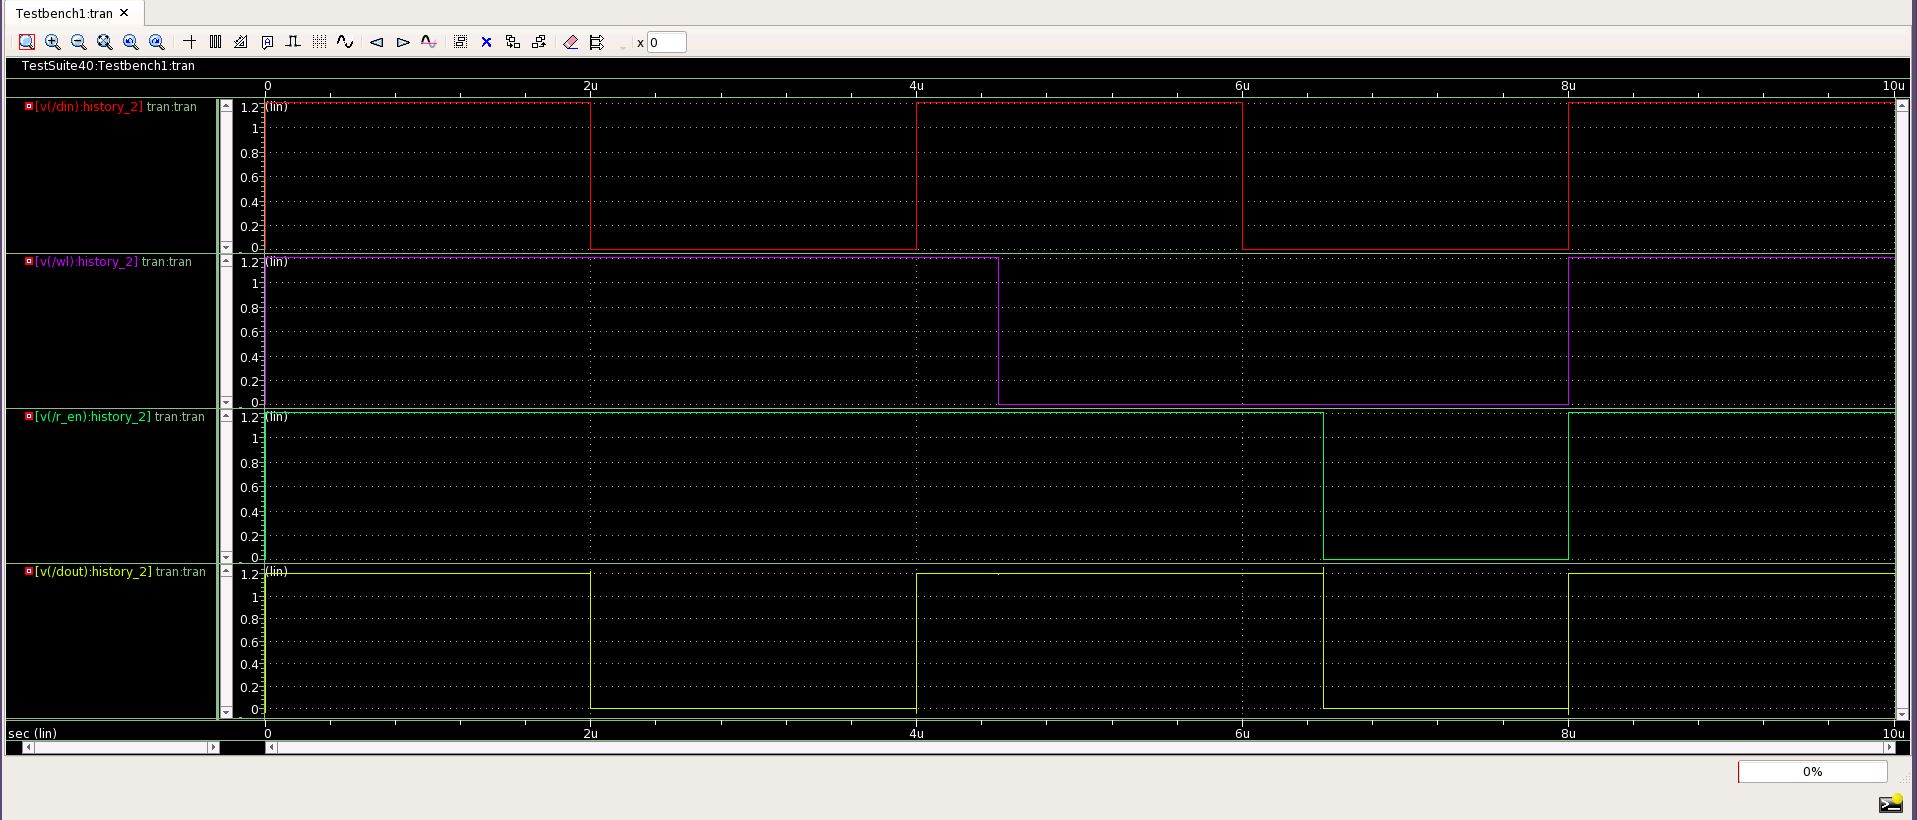 Testbench1:tran ✕
A x 0
TestSuite40:Testbench1:tran
0 2u 4u 6u 8u 10u
[v(/din):history_2] tran:tran
1.2 (lin)
1
0.8
0.6
0.4
0.2
0
[v(/wl):history_2] tran:tran
1.2 (lin)
1
0.8
0.6
0.4
0.2
0
[v(/r_en):history_2] tran:tran
1.2 (lin)
1
0.8
0.6
0.4
0.2
0
[v(/dout):history_2] tran:tran
1.2 (lin)
1
0.8
0.6
0.4
0.2
0
sec (lin) 0 2u 4u 6u 8u 10u
0%